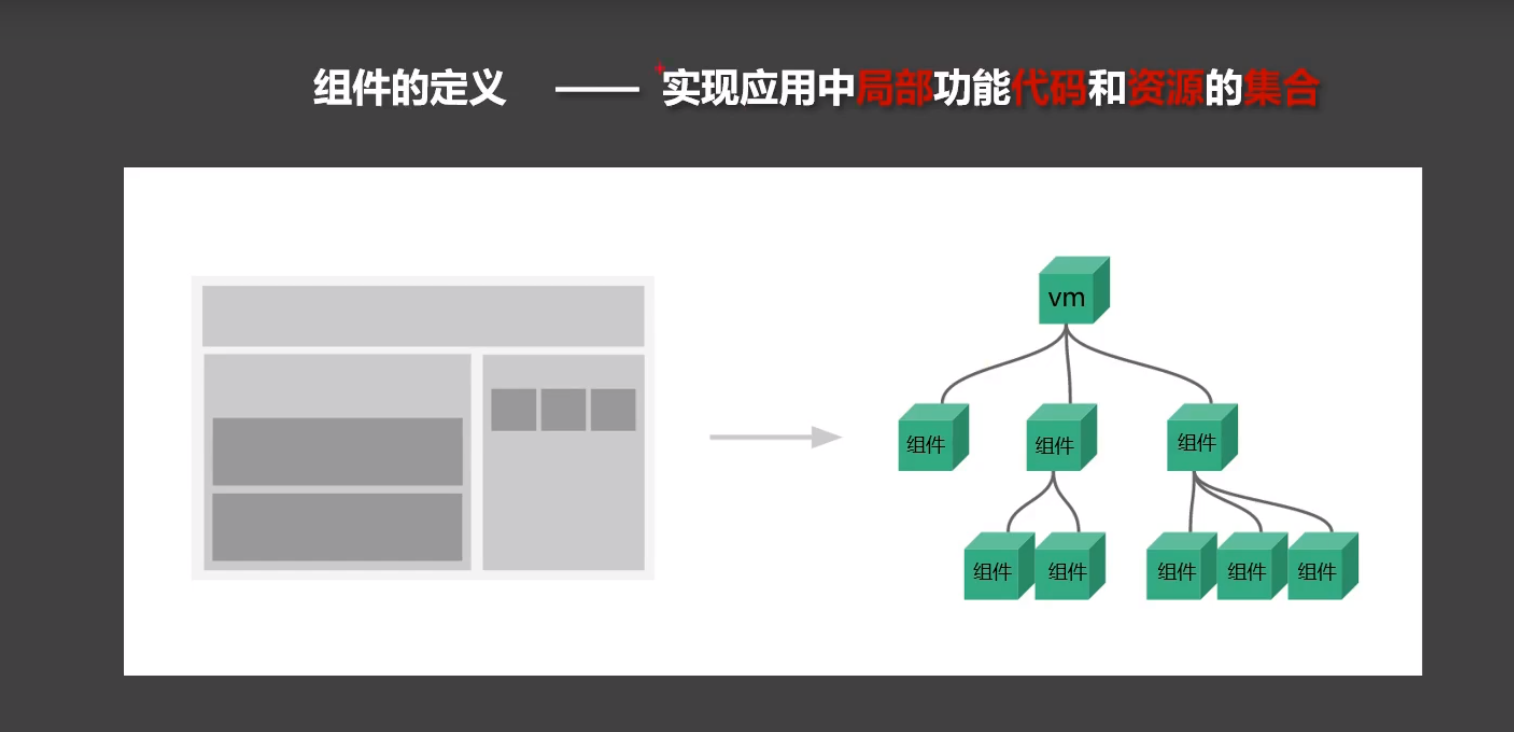 组件的定义 —— 实现应用中局部功能代码和资源的集合
vm
组件 组件 组件
组件 组件 组件 组件 组件